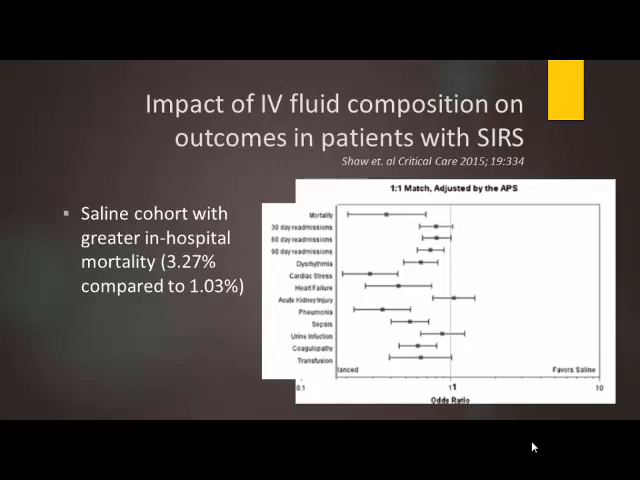 Impact of IV fluid composition on
outcomes in patients with SIRS
Shaw et. al Critical Care 2015; 19:334
Saline cohort with
greater in-hospital
mortality (3.27%
compared to 1.03%)
1:1 Match, Adjusted by the APS
Mortality
30 day readmissions
60 day readmissions
90 day readmissions
Dysrhythmia
Cardiac Stress
Heart Failure
Acute Kidney Injury
Pneumonia
Sepsis
Urine Infection
Coagulopathy
Transfusion
lanced Favors Saline
0.1 1 10
Odds Ratio